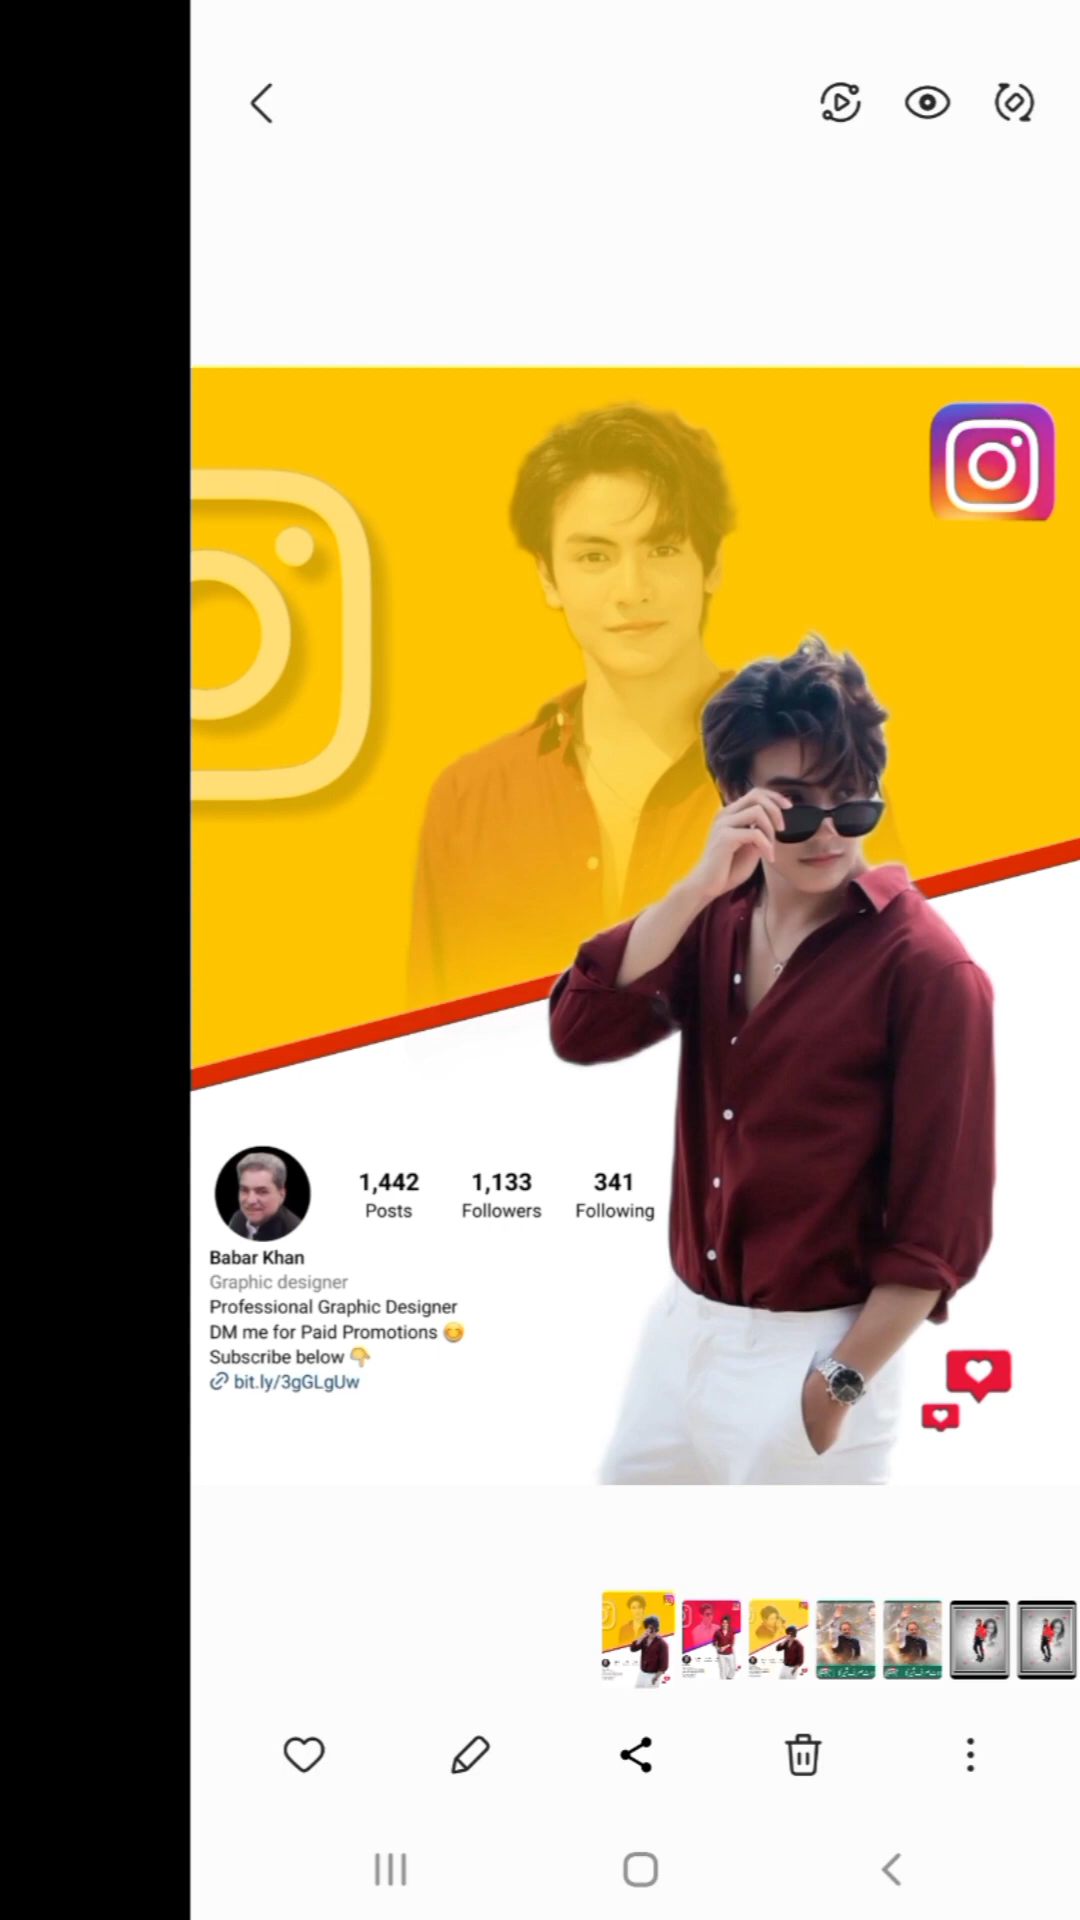 1,442 1,133 341
Posts Followers Following
Babar Khan
Graphic designer
Professional Graphic Designer
DM me for Paid Promotions 😊
Subscribe below 👇
bit.ly/3gGLgUw